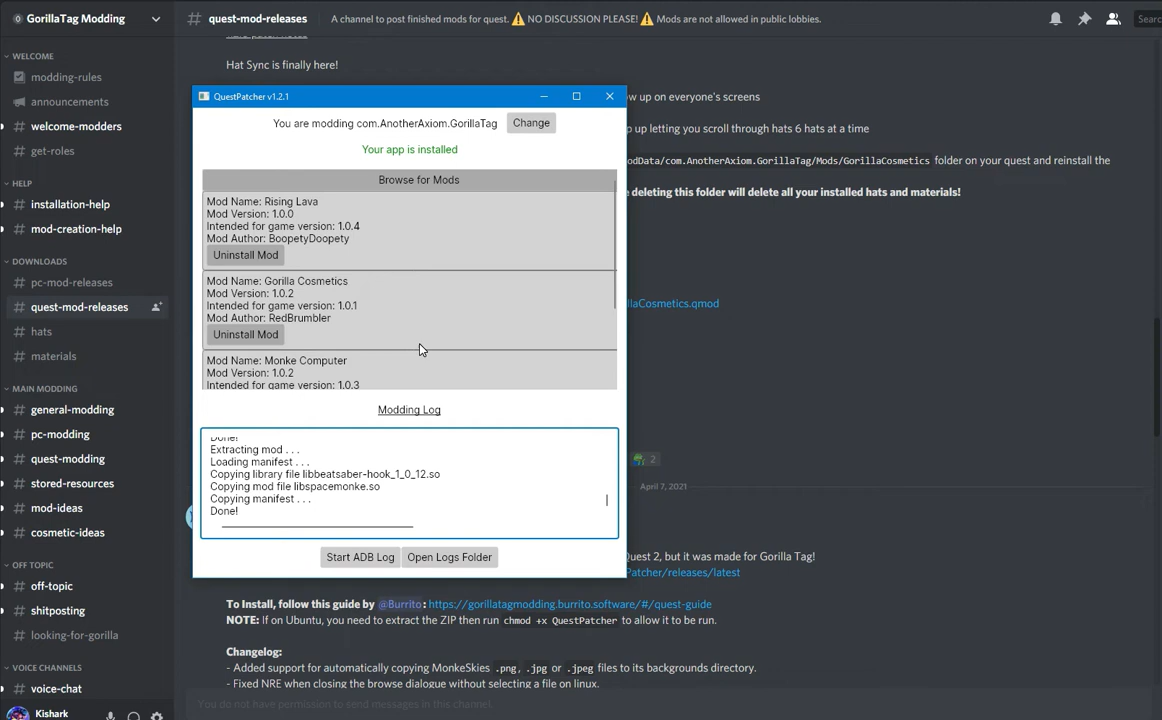 GorillaTag Modding
# quest-mod-releases
A channel to post finished mods for quest. ⚠️ NO DISCUSSION PLEASE! ⚠️ Mods are not allowed in public lobbies.
WELCOME
modding-rules
announcements
# welcome-modders
# get-roles
HELP
# installation-help
# mod-creation-help
DOWNLOADS
# pc-mod-releases
# quest-mod-releases
# hats
# materials
MAIN MODDING
# general-modding
# pc-modding
# quest-modding
# stored-resources
# mod-ideas
# cosmetic-ideas
OFF TOPIC
# off-topic
# shitposting
# looking-for-gorilla
VOICE CHANNELS
# voice-chat
Kishark
Hat Sync is finally here!
ow up on everyone's screens
p up letting you scroll through hats 6 hats at a time
odData/com.AnotherAxiom.GorillaTag/Mods/GorillaCosmetics folder on your quest and reinstall the
e deleting this folder will delete all your installed hats and materials!
llaCosmetics.qmod
2
April 7, 2021
Quest 2, but it was made for Gorilla Tag!
Patcher/releases/latest
To Install, follow this guide by @Burrito : https://gorillatagmodding.burrito.software/#/quest-guide
NOTE: If on Ubuntu, you need to extract the ZIP then run chmod +x QuestPatcher to allow it to be run.
Changelog:
- Added support for automatically copying MonkeSkies .png, .jpg or .jpeg files to its backgrounds directory.
- Fixed NRE when closing the browse dialogue without selecting a file on linux.
You do not have permission to send messages in this channel.
QuestPatcher v1.2.1
You are modding com.AnotherAxiom.GorillaTag
Change
Your app is installed
Browse for Mods
Mod Name: Rising Lava
Mod Version: 1.0.0
Intended for game version: 1.0.4
Mod Author: BoopetyDoopety
Uninstall Mod
Mod Name: Gorilla Cosmetics
Mod Version: 1.0.2
Intended for game version: 1.0.1
Mod Author: RedBrumbler
Uninstall Mod
Mod Name: Monke Computer
Mod Version: 1.0.2
Intended for game version: 1.0.3
Modding Log
Done!
Extracting mod . . .
Loading manifest . . .
Copying library file libbeatsaber-hook_1_0_12.so
Copying mod file libspacemonke.so
Copying manifest . . .
Done!
Start ADB Log
Open Logs Folder